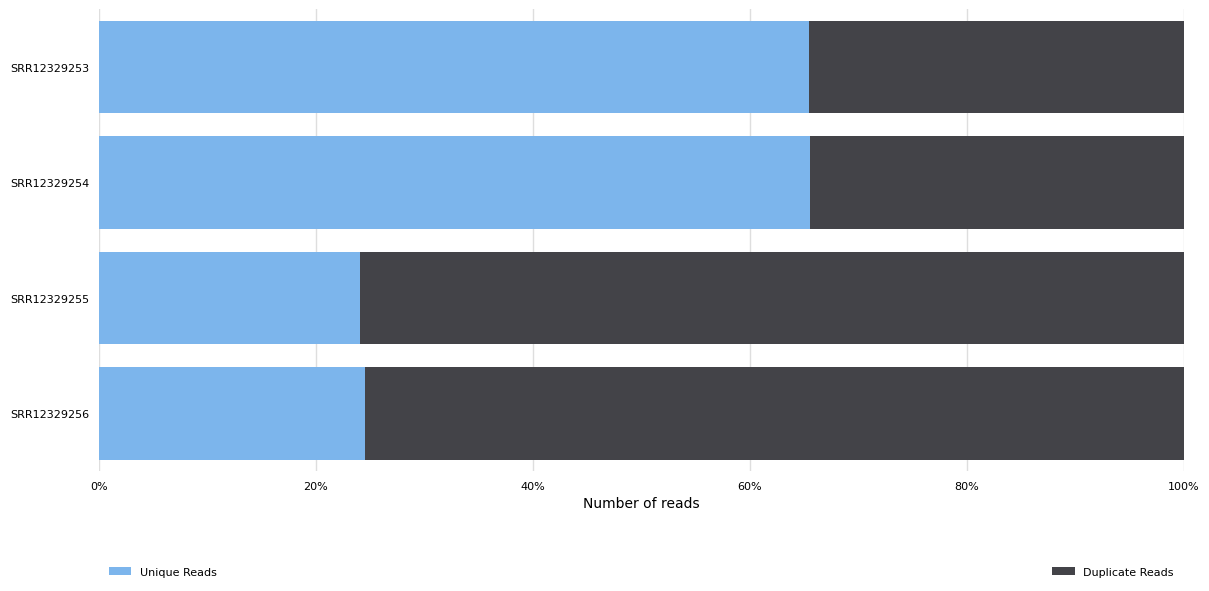 SRR12329253
SRR12329254
SRR12329255
SRR12329256
0% 20% 40% 60% 80% 100%
Number of reads
Unique Reads Duplicate Reads